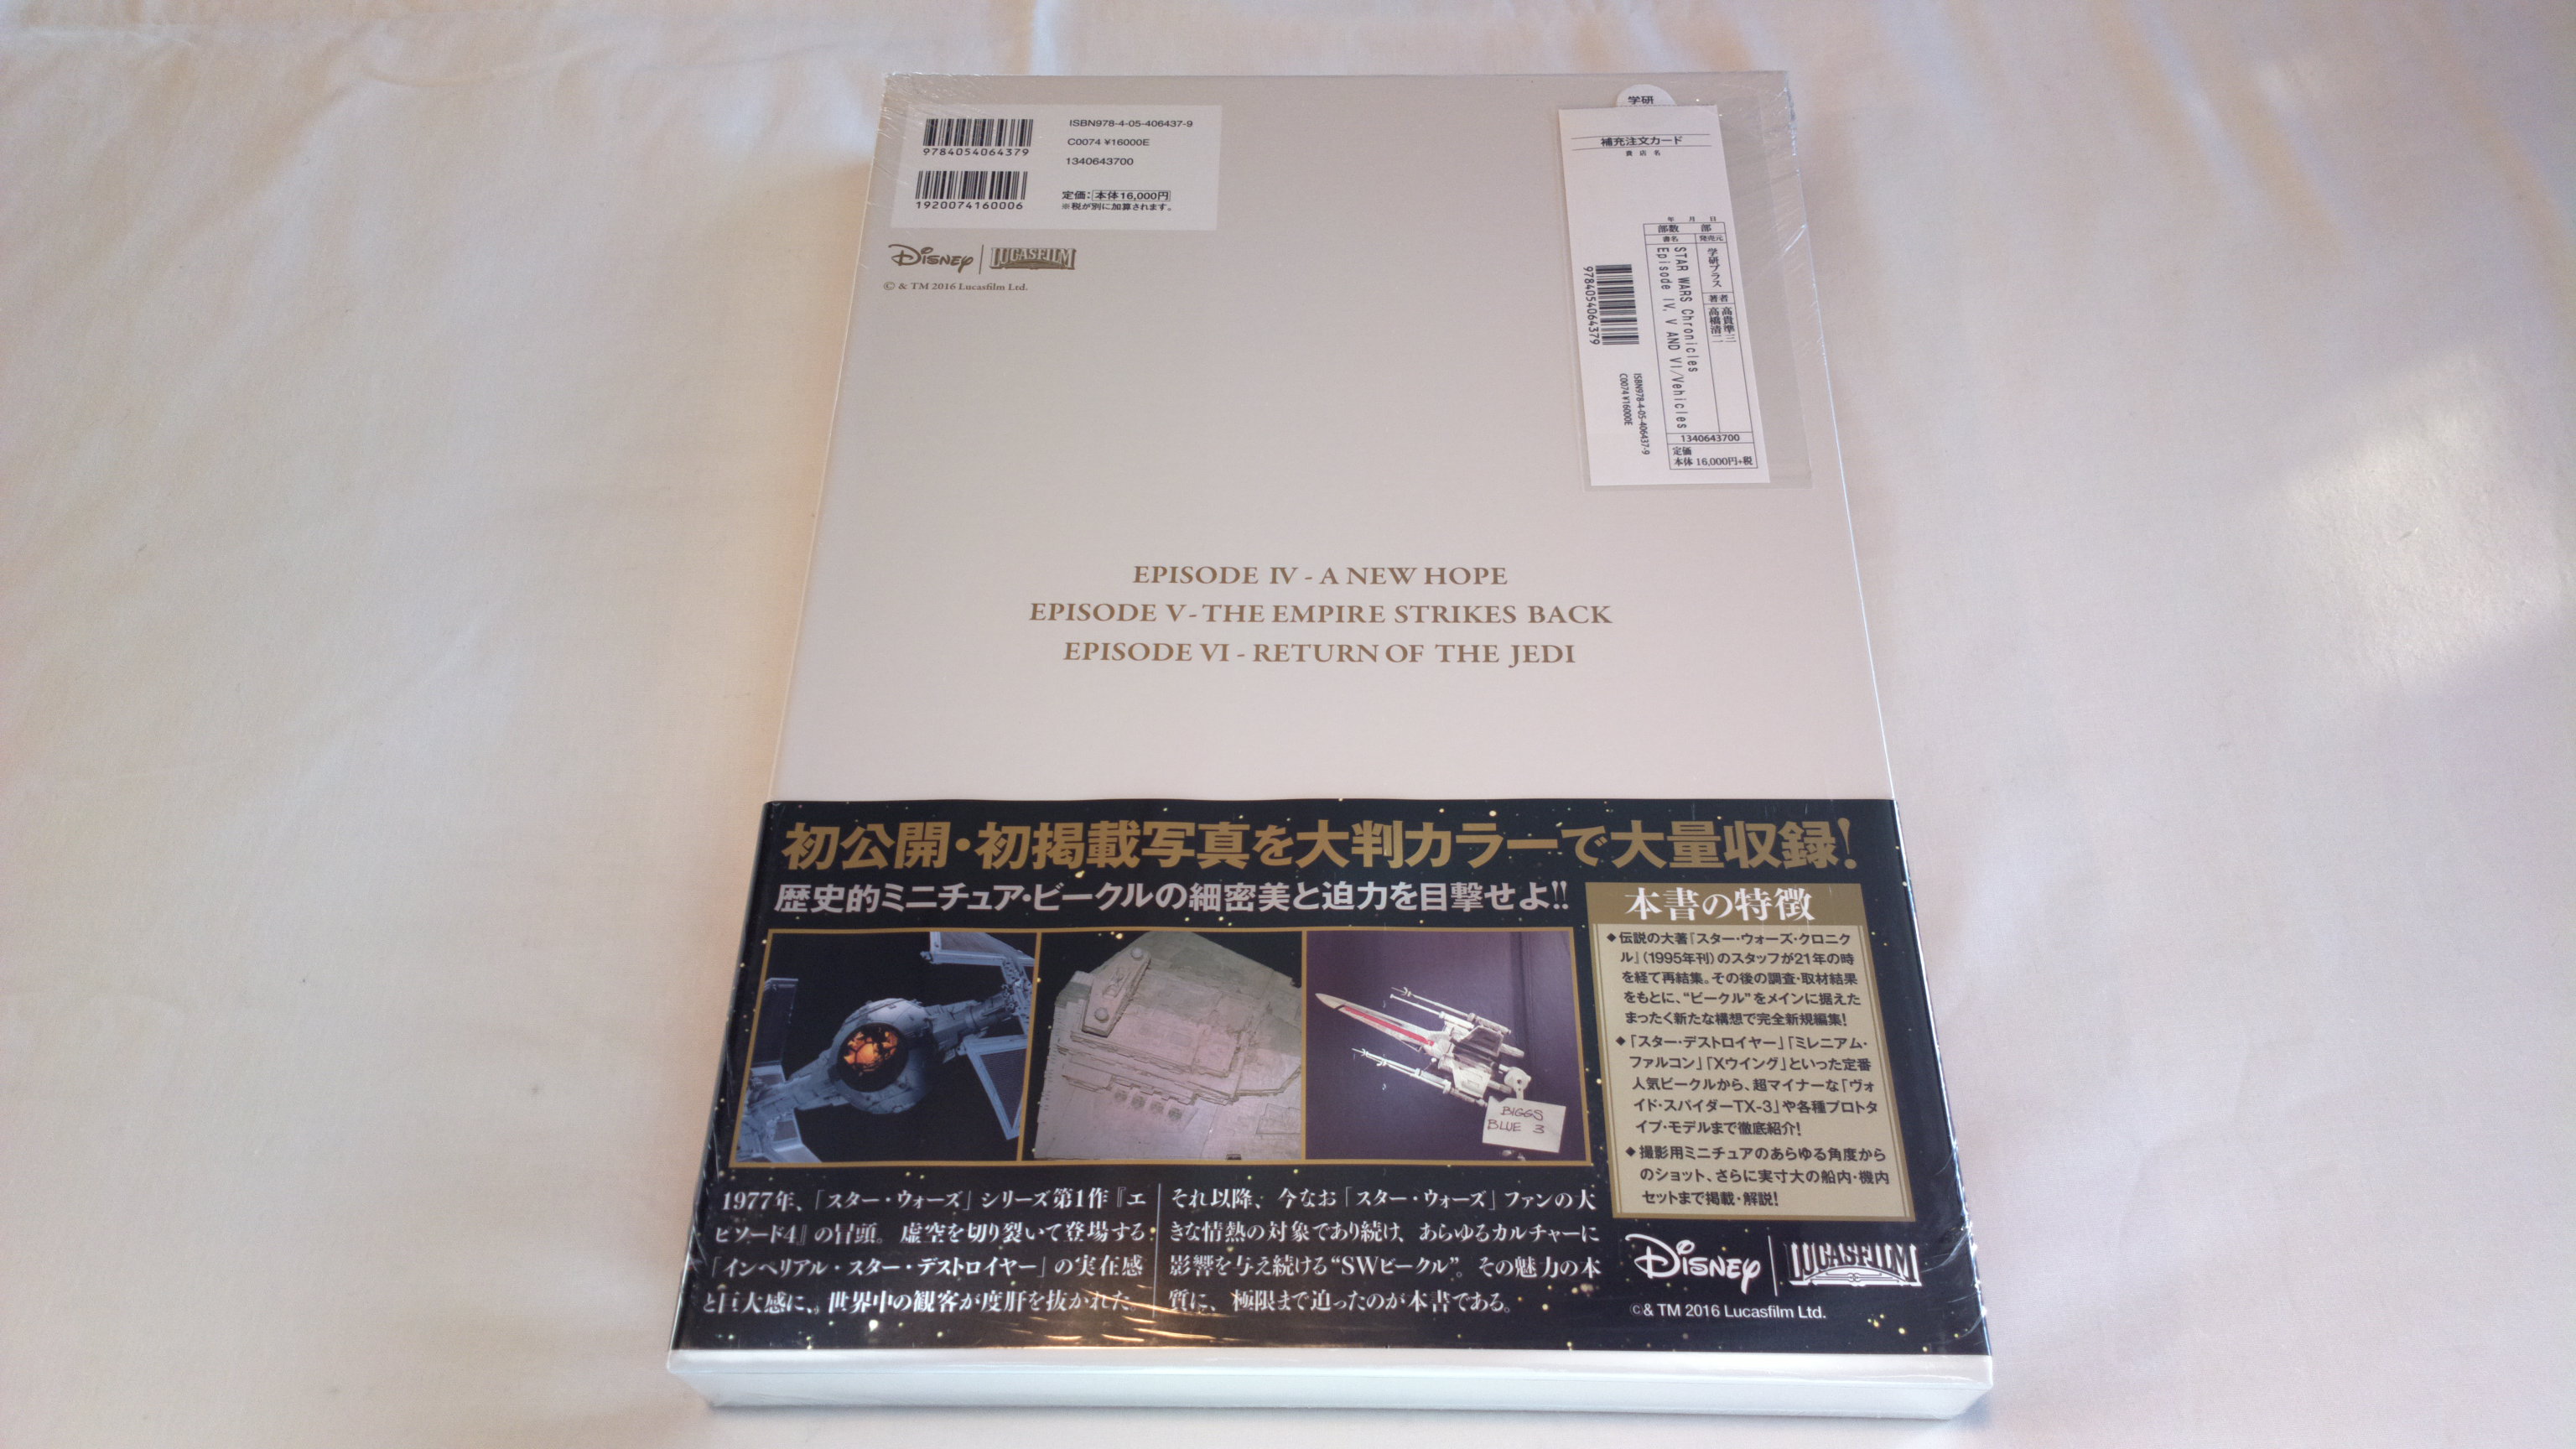 ISBN978-4-05-406437-9
9784054064379
C0074 ¥16000E
1340643700
1920074160006
定価：本体16,000円
※税が別に加算されます。
Disney LUCASFILM
© & TM 2016 Lucasfilm Ltd.
学研
補充注文カード
貴店名
年 月 日
部数 部
書名 発売元
学研プラス
著者
高貴準三
高橋清二
STAR WARS Chronicles
Episode IV, V AND VI/Vehicles
9784054064379
ISBN978-4-05-406437-9
C0074 ¥16000E
1340643700
定価
本体 16,000円+税
EPISODE IV - A NEW HOPE
EPISODE V - THE EMPIRE STRIKES BACK
EPISODE VI - RETURN OF THE JEDI
初公開・初掲載写真を大判カラーで大量収録！
歴史的ミニチュア・ビークルの細密美と迫力を目撃せよ!!
BIGGS
BLUE 3
1977年、「スター・ウォーズ」シリーズ第1作『エ
ピソード4』の冒頭。虚空を切り裂いて登場する
「インペリアル・スター・デストロイヤー」の実在感
と巨大感に、世界中の観客が度肝を抜かれた。
それ以降、今なお「スター・ウォーズ」ファンの大
きな情熱の対象であり続け、あらゆるカルチャーに
影響を与え続ける“SWビークル”。その魅力の本
質に、極限まで迫ったのが本書である。
本書の特徴
◆伝説の大著『スター・ウォーズ・クロニク
ル』（1995年刊）のスタッフが21年の時
を経て再結集。その後の調査・取材結果
をもとに、“ビークル”をメインに据えた
まったく新たな構想で完全新規編集！
◆「スター・デストロイヤー」「ミレニアム・
ファルコン」「Xウイング」といった定番
人気ビークルから、超マイナーな「ヴォ
イド・スパイダーTX-3」や各種プロトタ
イプ・モデルまで徹底紹介！
◆撮影用ミニチュアのあらゆる角度から
のショット、さらに実寸大の船内・機内
セットまで掲載・解説！
Disney LUCASFILM
© & TM 2016 Lucasfilm Ltd.